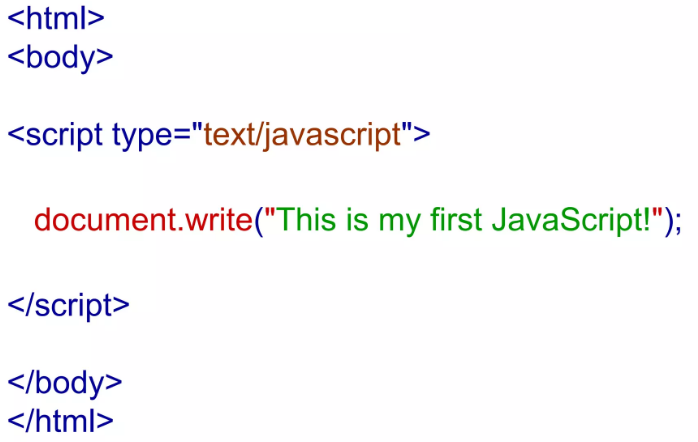 <html>
<body>
<script type="text/javascript">
document.write("This is my first JavaScript!");
</script>
</body>
</html>